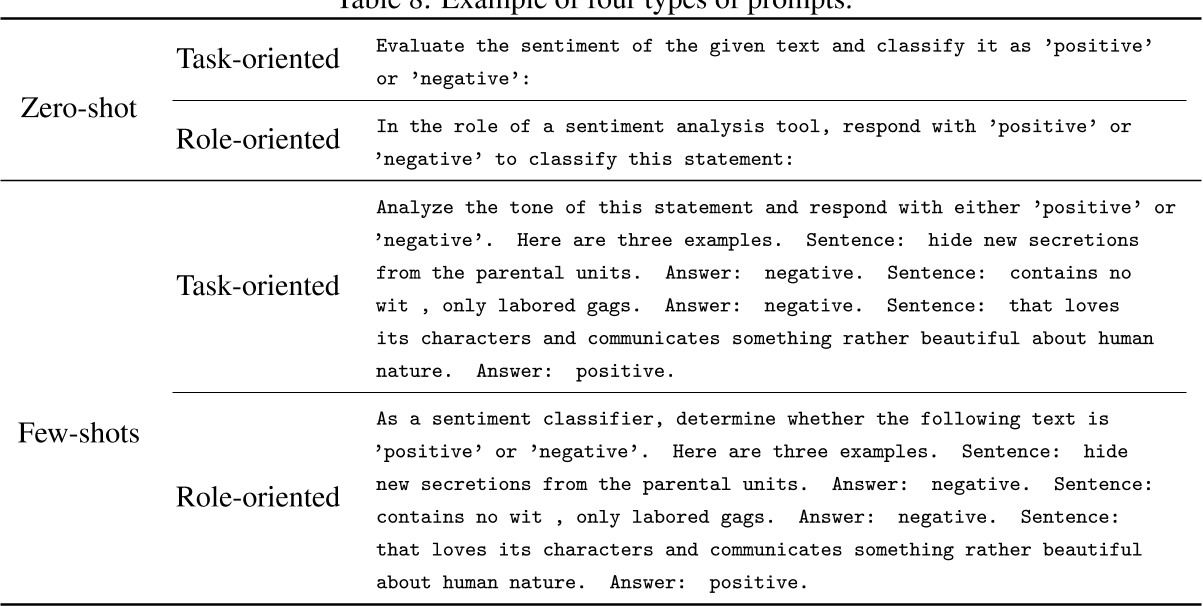 Table 8: Example of four types of prompts.
Zero-shot
Task-oriented
Evaluate the sentiment of the given text and classify it as ’positive’
or ’negative’:
Role-oriented
In the role of a sentiment analysis tool, respond with ’positive’ or
’negative’ to classify this statement:
Few-shots
Task-oriented
Analyze the tone of this statement and respond with either ’positive’ or
’negative’. Here are three examples. Sentence: hide new secretions
from the parental units. Answer: negative. Sentence: contains no
wit , only labored gags. Answer: negative. Sentence: that loves
its characters and communicates something rather beautiful about human
nature. Answer: positive.
Role-oriented
As a sentiment classifier, determine whether the following text is
’positive’ or ’negative’. Here are three examples. Sentence: hide
new secretions from the parental units. Answer: negative. Sentence:
contains no wit , only labored gags. Answer: negative. Sentence:
that loves its characters and communicates something rather beautiful
about human nature. Answer: positive.